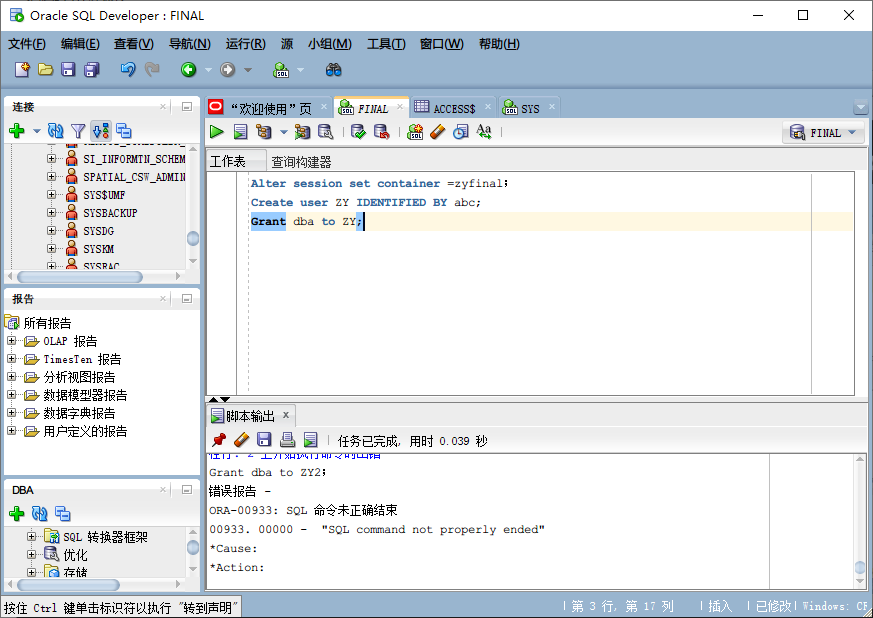 Oracle SQL Developer : FINAL
文件(F) 编辑(E) 查看(V) 导航(N) 运行(R) 源 小组(M) 工具(T) 窗口(W) 帮助(H)
连接
SI_INFORMTN_SCHEM
SPATIAL_CSW_ADMIN
SYS$UMF
SYSBACKUP
SYSDG
SYSKM
SYSRAC
报告
所有报告
OLAP 报告
TimesTen 报告
分析视图报告
数据模型器报告
数据字典报告
用户定义的报告
DBA
SQL 转换器框架
优化
存储
“欢迎使用”页 FINAL ACCESS$ SYS
FINAL
工作表 查询构建器
Alter session set container =zyfinal;
Create user ZY IDENTIFIED BY abc;
Grant dba to ZY;
脚本输出
任务已完成, 用时 0.039 秒
Grant dba to ZY2;
错误报告 -
ORA-00933: SQL 命令未正确结束
00933. 00000 - "SQL command not properly ended"
*Cause:
*Action:
按住 Ctrl 键单击标识符以执行 "转到声明"
第 3 行, 第 17 列 插入 已修改 Windows: CR